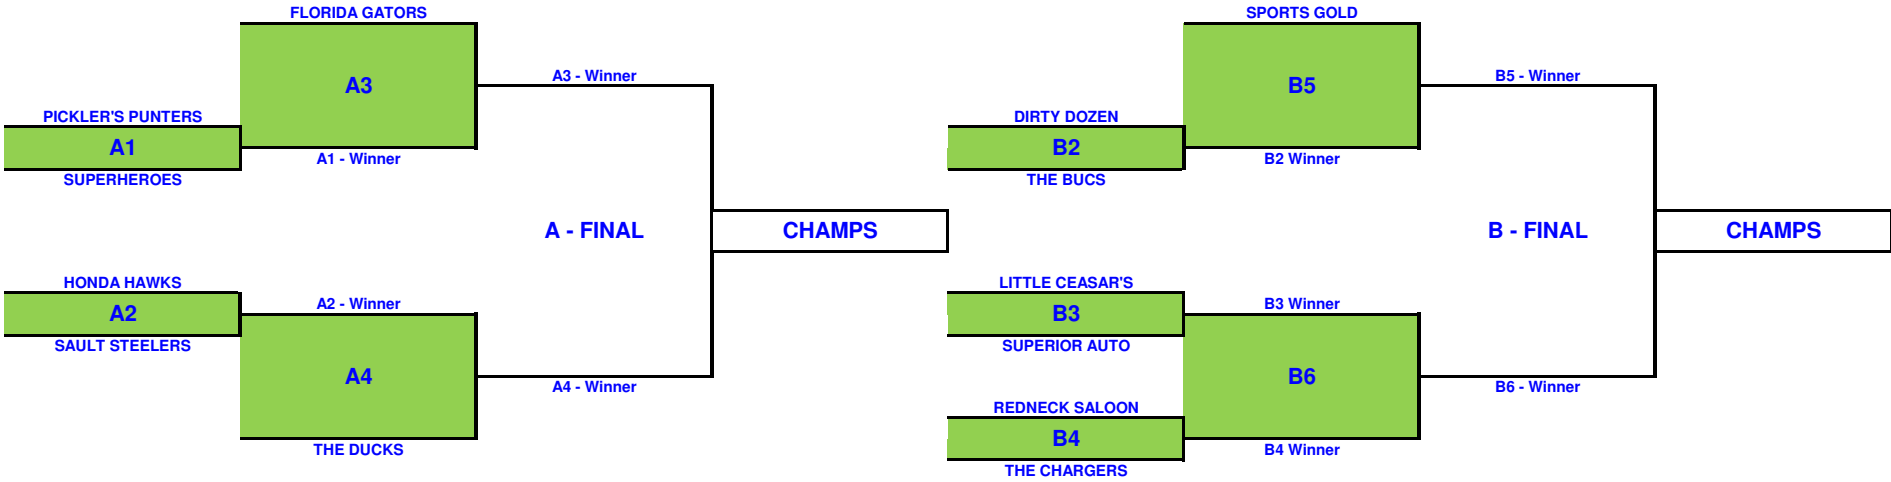 FLORIDA GATORS
A3
A3 - Winner
PICKLER'S PUNTERS
A1
A1 - Winner
SUPERHEROES
A - FINAL
CHAMPS
HONDA HAWKS
A2
A2 - Winner
SAULT STEELERS
A4
A4 - Winner
THE DUCKS
SPORTS GOLD
B5
B5 - Winner
DIRTY DOZEN
B2
B2 Winner
THE BUCS
B - FINAL
CHAMPS
LITTLE CEASAR'S
B3
B3 Winner
SUPERIOR AUTO
B6
B6 - Winner
REDNECK SALOON
B4
B4 Winner
THE CHARGERS